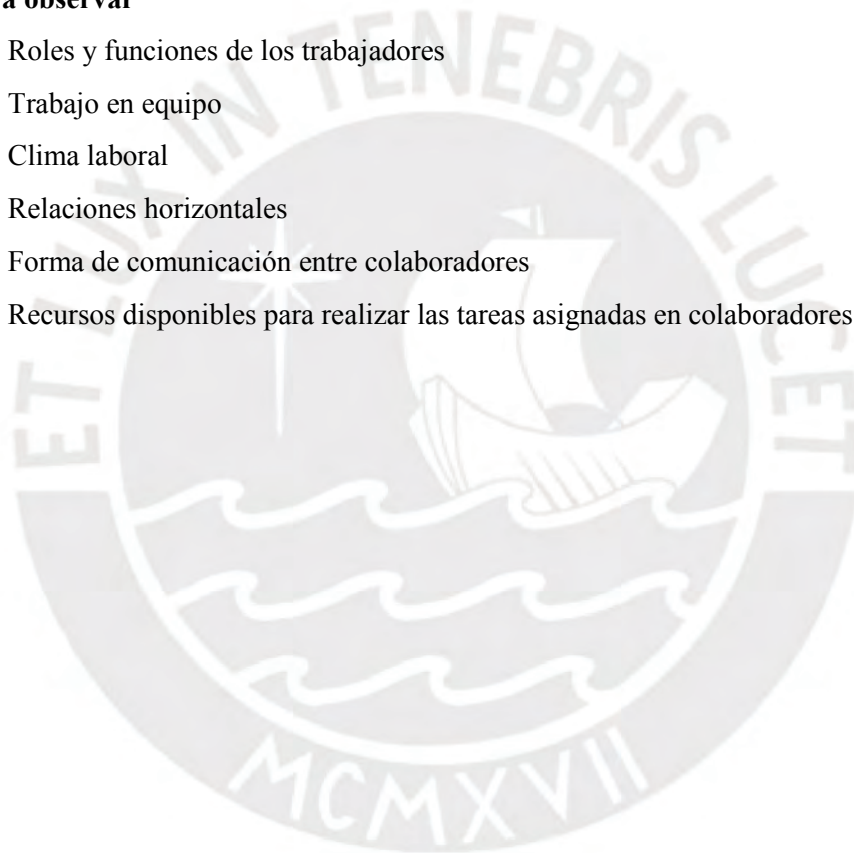 a observar
Roles y funciones de los trabajadores
Trabajo en equipo
Clima laboral
Relaciones horizontales
Forma de comunicación entre colaboradores
Recursos disponibles para realizar las tareas asignadas en colaboradores
ET LUX IN TENEBRIS LUCET
MCMXVII